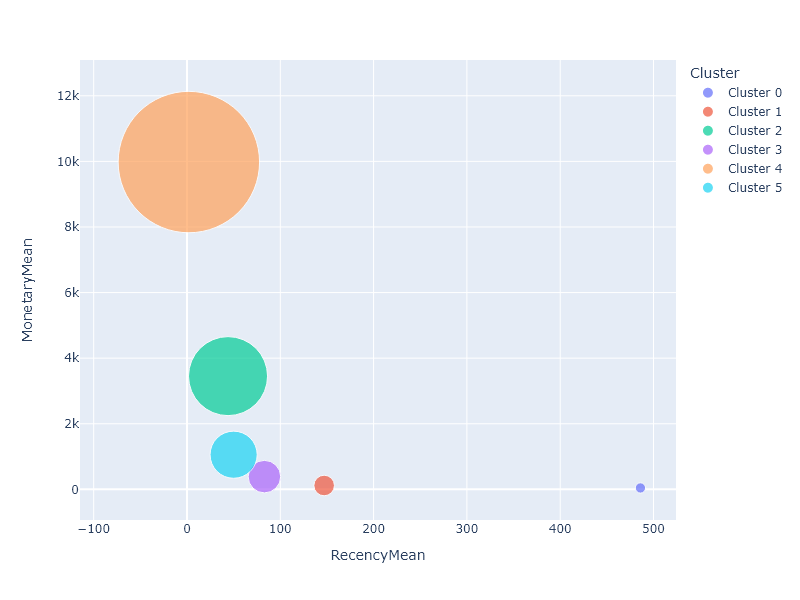 Cluster
Cluster 0
Cluster 1
Cluster 2
Cluster 3
Cluster 4
Cluster 5
MonetaryMean
12k
10k
8k
6k
4k
2k
0
−100
0
100
200
300
400
500
RecencyMean